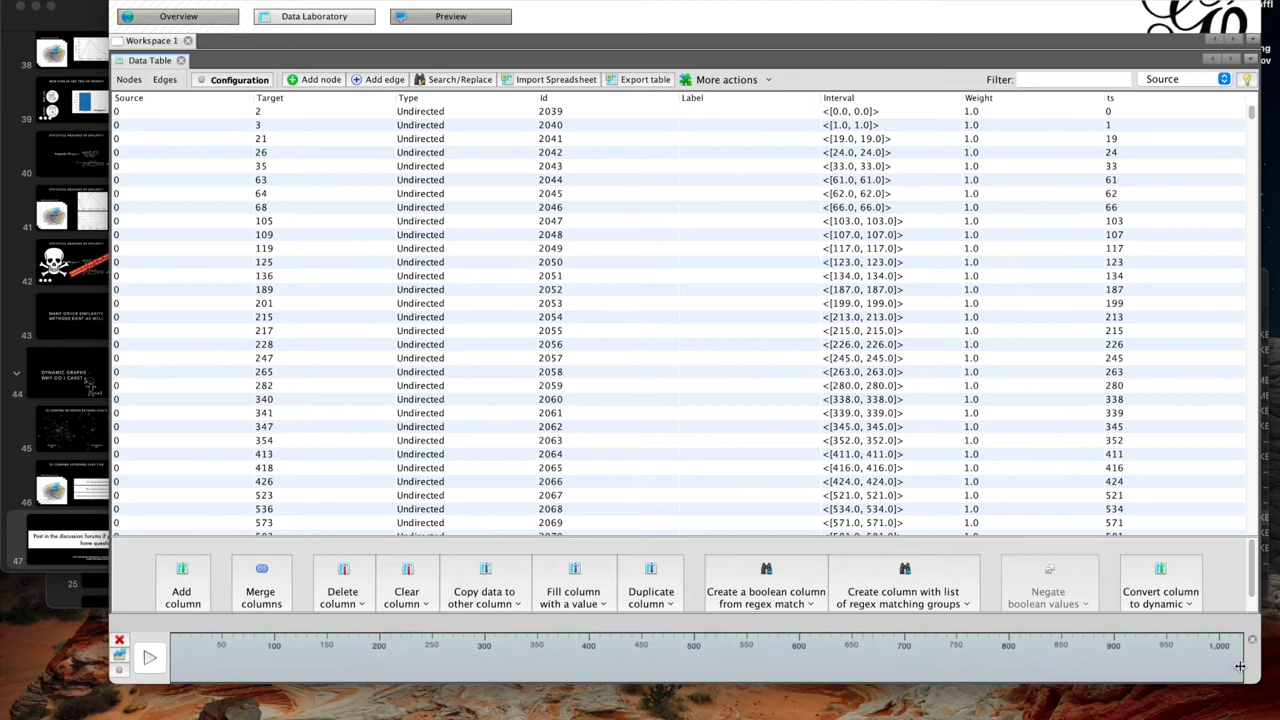 Overview Data Laboratory Preview
Workspace 1
Data Table
Nodes Edges Configuration Add node Add edge Search/Replace Import Spreadsheet Export table More actions Filter: Source
Source Target Type Id Label Interval Weight ts
0 2 Undirected 2039 <[0.0, 0.0]> 1.0 0
0 3 Undirected 2040 <[1.0, 1.0]> 1.0 1
0 21 Undirected 2041 <[19.0, 19.0]> 1.0 19
0 26 Undirected 2042 <[24.0, 24.0]> 1.0 24
0 35 Undirected 2043 <[33.0, 33.0]> 1.0 33
0 63 Undirected 2044 <[61.0, 61.0]> 1.0 61
0 64 Undirected 2045 <[62.0, 62.0]> 1.0 62
0 68 Undirected 2046 <[66.0, 66.0]> 1.0 66
0 105 Undirected 2047 <[103.0, 103.0]> 1.0 103
0 109 Undirected 2048 <[107.0, 107.0]> 1.0 107
0 119 Undirected 2049 <[117.0, 117.0]> 1.0 117
0 125 Undirected 2050 <[123.0, 123.0]> 1.0 123
0 136 Undirected 2051 <[134.0, 134.0]> 1.0 134
0 189 Undirected 2052 <[187.0, 187.0]> 1.0 187
0 201 Undirected 2053 <[199.0, 199.0]> 1.0 199
0 215 Undirected 2054 <[213.0, 213.0]> 1.0 213
0 217 Undirected 2055 <[215.0, 215.0]> 1.0 215
0 228 Undirected 2056 <[226.0, 226.0]> 1.0 226
0 247 Undirected 2057 <[245.0, 245.0]> 1.0 245
0 265 Undirected 2058 <[263.0, 263.0]> 1.0 263
0 282 Undirected 2059 <[280.0, 280.0]> 1.0 280
0 340 Undirected 2060 <[338.0, 338.0]> 1.0 338
0 341 Undirected 2061 <[339.0, 339.0]> 1.0 339
0 347 Undirected 2062 <[345.0, 345.0]> 1.0 345
0 354 Undirected 2063 <[352.0, 352.0]> 1.0 352
0 413 Undirected 2064 <[411.0, 411.0]> 1.0 411
0 418 Undirected 2065 <[416.0, 416.0]> 1.0 416
0 426 Undirected 2066 <[424.0, 424.0]> 1.0 424
0 523 Undirected 2067 <[521.0, 521.0]> 1.0 521
0 536 Undirected 2068 <[534.0, 534.0]> 1.0 534
0 573 Undirected 2069 <[571.0, 571.0]> 1.0 571
Add column
Merge columns
Delete column
Clear column
Copy data to other column
Fill column with a value
Duplicate column
Create a boolean column from regex match
Create column with list of regex matching groups
Negate boolean values
Convert column to dynamic
50 100 150 200 250 300 350 400 450 500 550 600 650 700 750 800 850 900 950 1,000
38
39
40
41
42
43
MANY OTHER SIMILARITY
METHODS EXIST AS WELL
44
DYNAMIC GRAPHS -
WHY DO I CARE?
45
46
47
Post in the discussion forums if
have
25